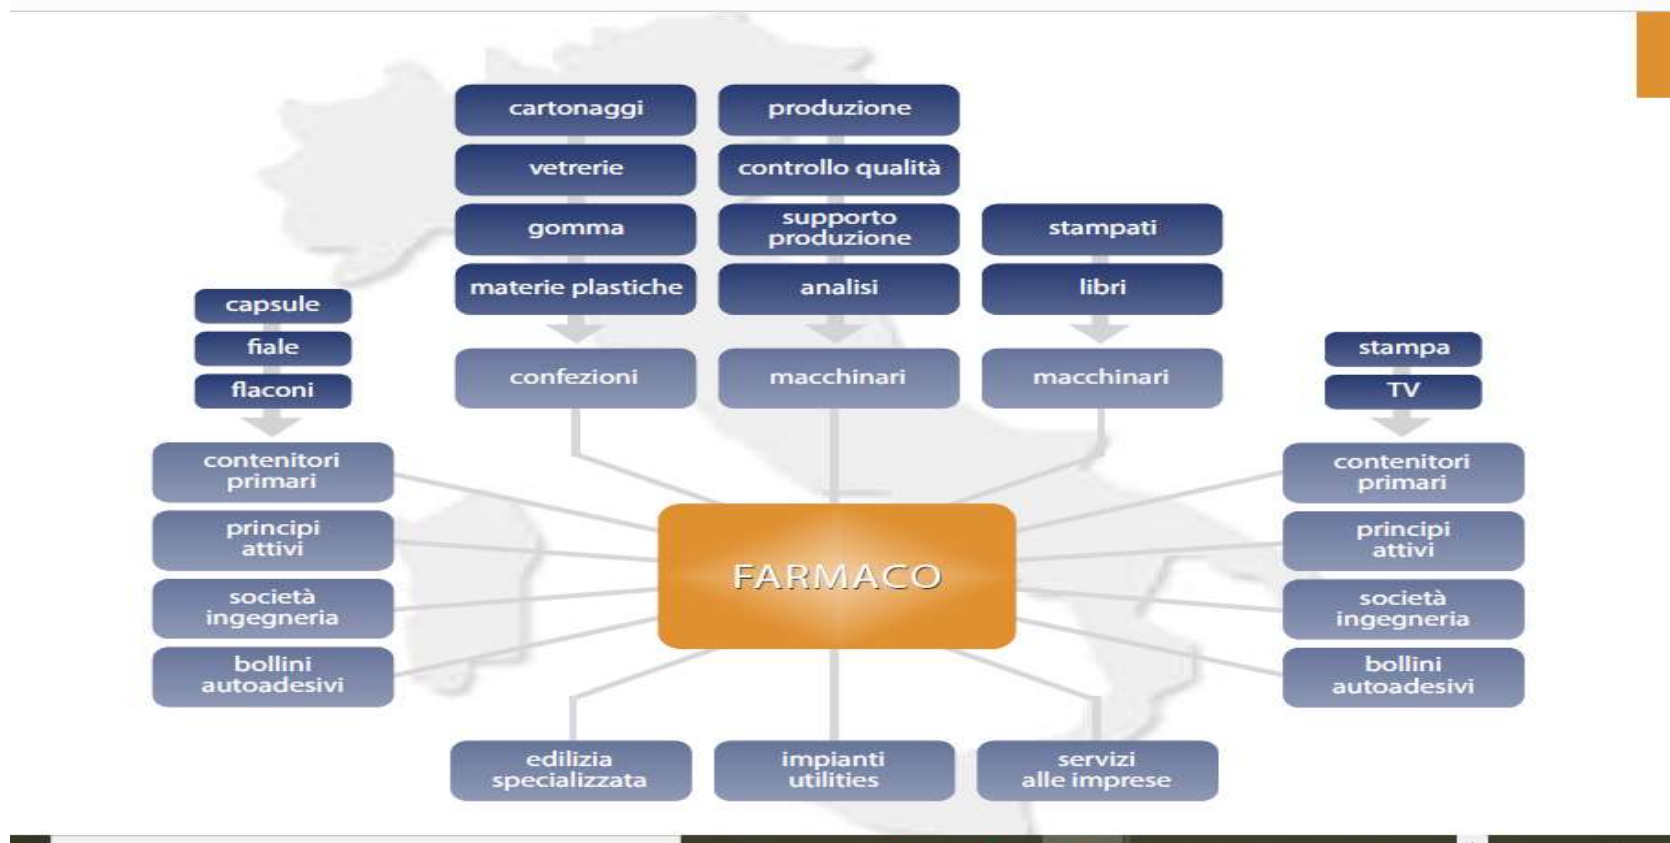 cartonaggi
vetrerie
gomma
materie plastiche
confezioni
produzione
controllo qualità
supporto
produzione
analisi
macchinari
stampati
libri
macchinari
capsule
fiale
flaconi
contenitori
primari
principi
attivi
società
ingegneria
bollini
autoadesivi
FARMACO
stampa
TV
contenitori
primari
principi
attivi
società
ingegneria
bollini
autoadesivi
edilizia
specializzata
impianti
utilities
servizi
alle imprese